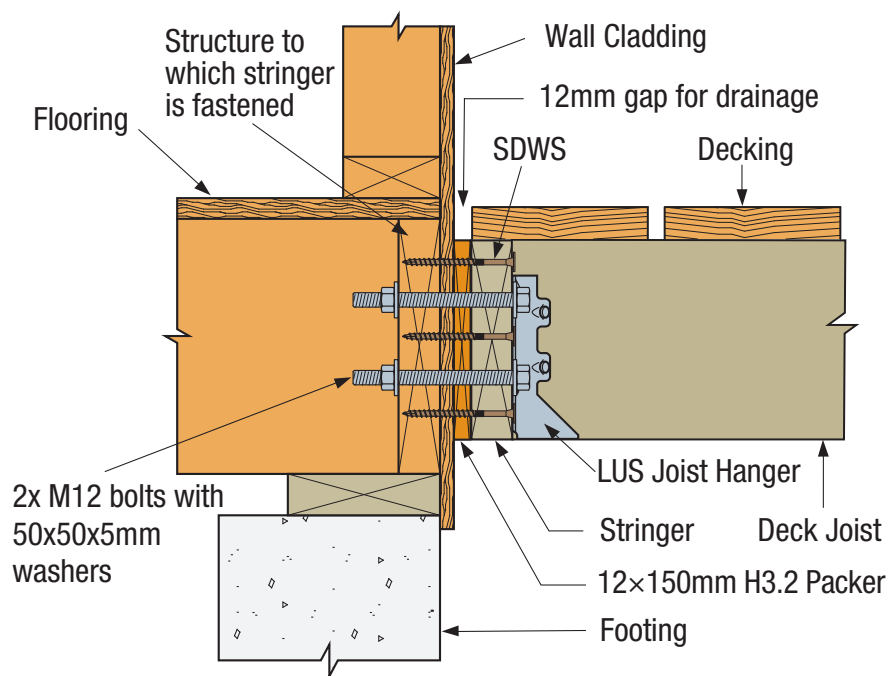 Structure to
which stringer
is fastened
Wall Cladding
12mm gap for drainage
Flooring
SDWS
Decking
2x M12 bolts with
50x50x5mm
washers
LUS Joist Hanger
Stringer
Deck Joist
12×150mm H3.2 Packer
Footing